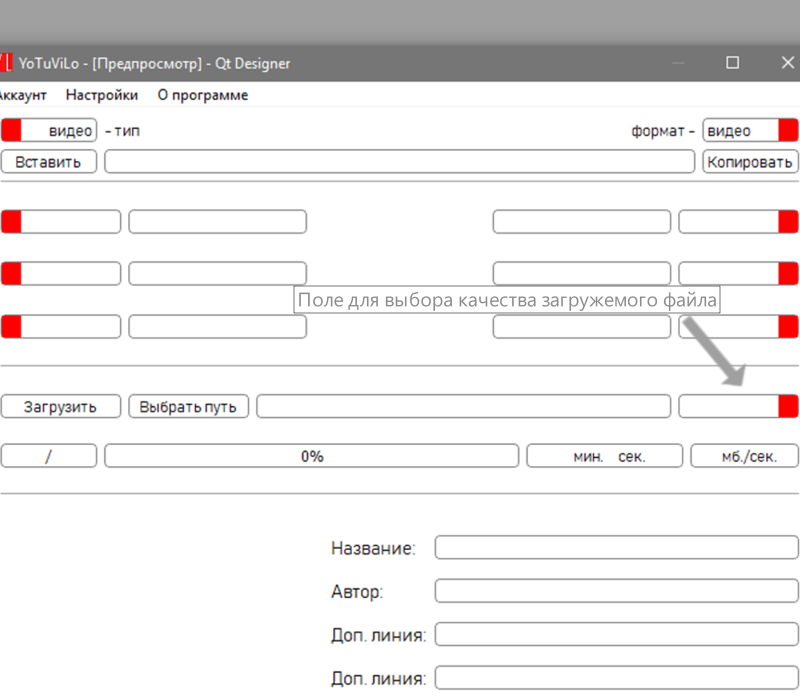 YoTuViLo - [Предпросмотр] - Qt Designer
Аккаунт Настройки О программе
видео - тип формат - видео
Вставить Копировать
Поле для выбора качества загружемого файла
Загрузить Выбрать путь
/ 0% мин. сек. мб./сек.
Название:
Автор:
Доп. линия:
Доп. линия: